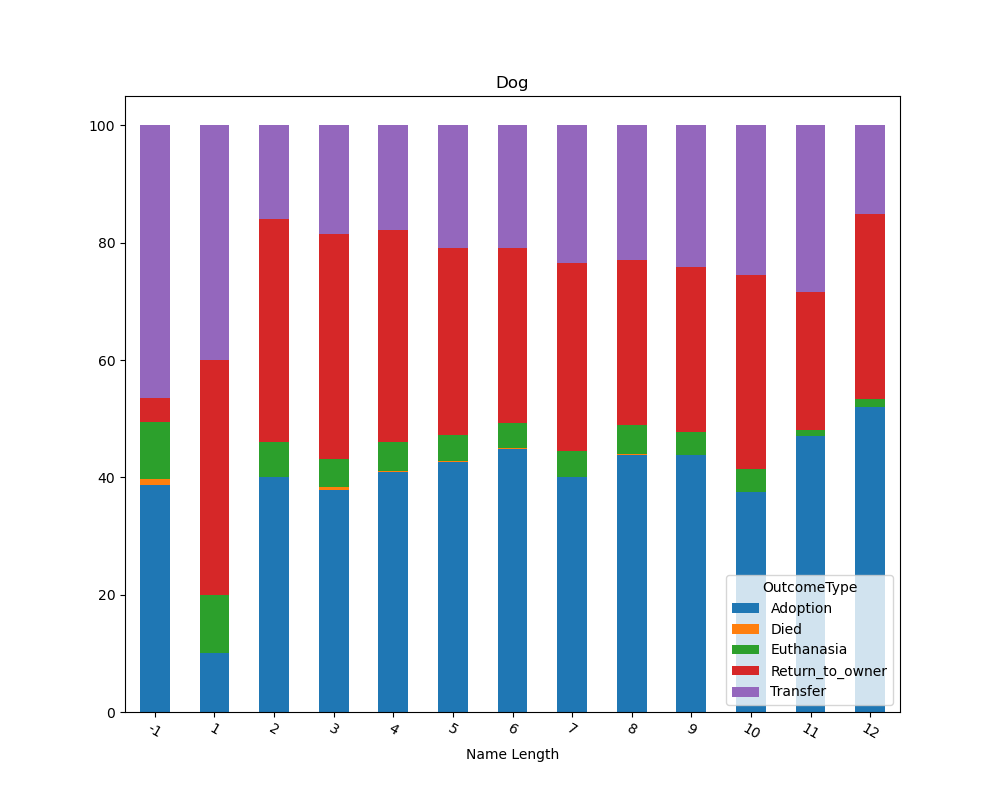 Dog
100
80
60
40
20
0
-1 1 2 3 4 5 6 7 8 9 10 11 12
Name Length
OutcomeType
Adoption
Died
Euthanasia
Return_to_owner
Transfer